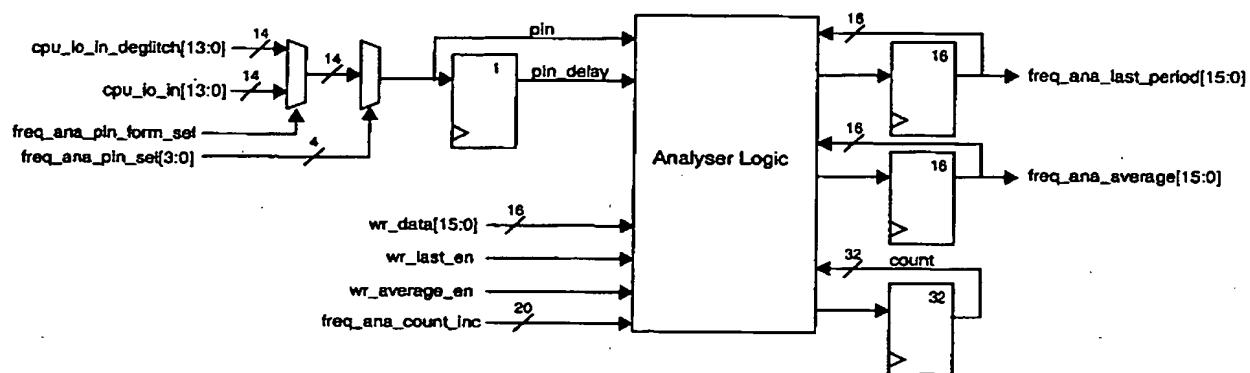 cpu_io_in_deglitch[13:0]
14
cpu_io_in[13:0]
14
14
freq_ana_pin_form_sel
freq_ana_pin_sel[3:0]
4
1
pin
pin_delay
Analyser Logic
wr_data[15:0]
16
wr_last_en
wr_average_en
freq_ana_count_inc
20
16
16
freq_ana_last_period[15:0]
16
16
freq_ana_average[15:0]
32
count
32